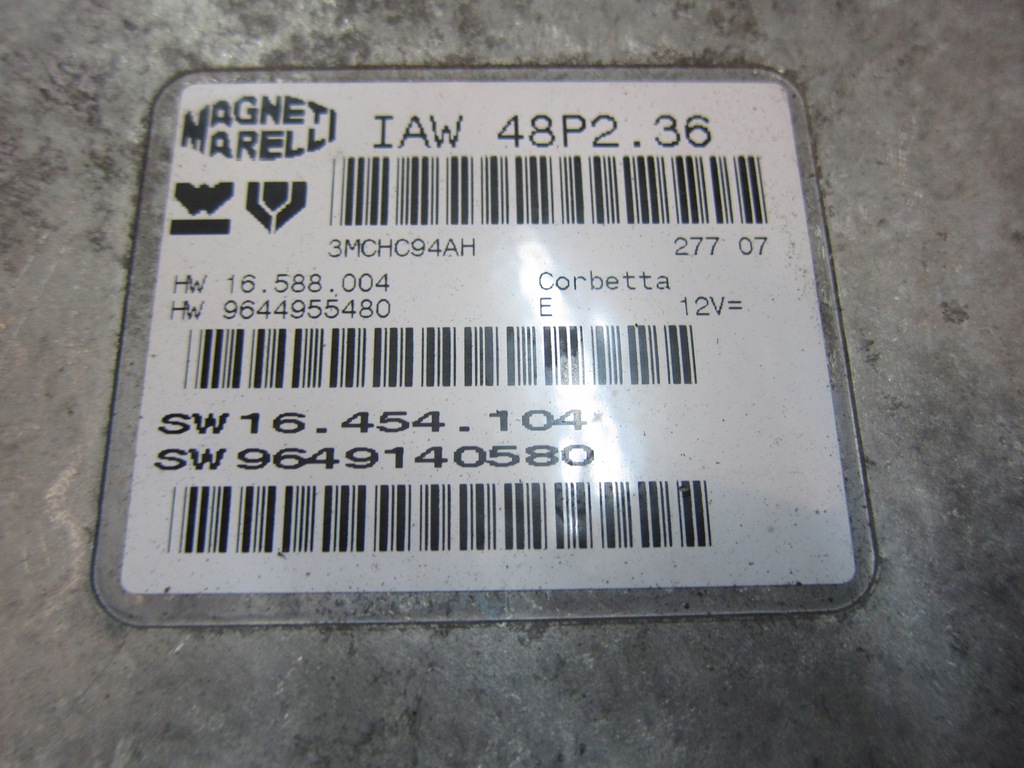 MAGNETI
MARELLI
IAW 48P2.36
3MCHC94AH 277 07
HW 16.588.004 Corbetta
HW 9644955480 E 12V=
SW 16.454.104
SW 9649140580